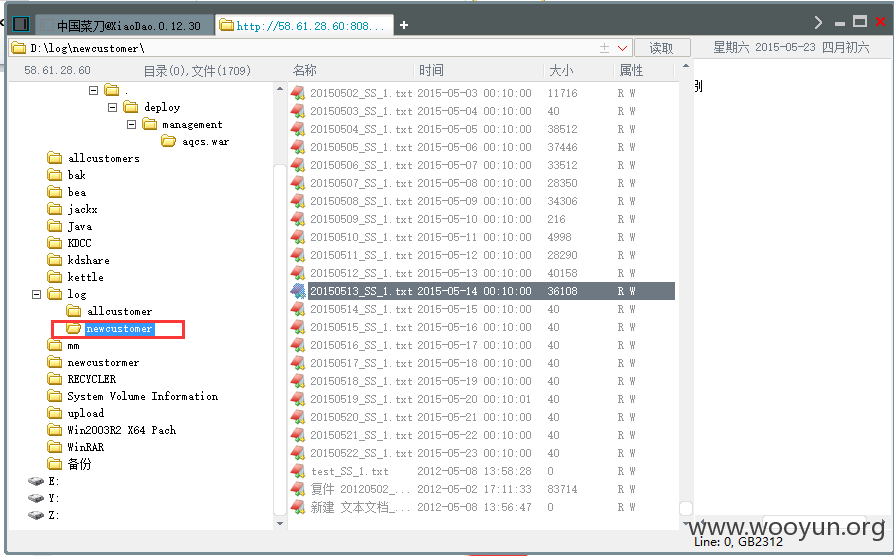 中国菜刀@XiaoDao.0.12.30
http://58.61.28.60:808...
+
D:\log\newcustomer\
读取
星期六 2015-05-23 四月初六
58.61.28.60
目录(0),文件(1709)
名称 时间 大小 属性
.
deploy
management
aqcs.war
allcustomers
bak
bea
jackx
Java
KDCC
kdshare
kettle
log
allcustomer
newcustomer
mm
newcustormer
RECYCLER
System Volume Information
upload
Win2003R2 X64 Pach
WinRAR
备份
E:
Y:
Z:
20150502_SS_1.txt 2015-05-03 00:10:00 11716 R W
20150503_SS_1.txt 2015-05-04 00:10:00 40 R W
20150504_SS_1.txt 2015-05-05 00:10:00 38512 R W
20150505_SS_1.txt 2015-05-06 00:10:00 37446 R W
20150506_SS_1.txt 2015-05-07 00:10:00 33512 R W
20150507_SS_1.txt 2015-05-08 00:10:00 28350 R W
20150508_SS_1.txt 2015-05-09 00:10:00 34306 R W
20150509_SS_1.txt 2015-05-10 00:10:00 216 R W
20150510_SS_1.txt 2015-05-11 00:10:00 4998 R W
20150511_SS_1.txt 2015-05-12 00:10:00 28290 R W
20150512_SS_1.txt 2015-05-13 00:10:00 40158 R W
20150513_SS_1.txt 2015-05-14 00:10:00 36108 R W
20150514_SS_1.txt 2015-05-15 00:10:00 40 R W
20150515_SS_1.txt 2015-05-16 00:10:00 40 R W
20150516_SS_1.txt 2015-05-17 00:10:00 40 R W
20150517_SS_1.txt 2015-05-18 00:10:00 40 R W
20150518_SS_1.txt 2015-05-19 00:10:00 40 R W
20150519_SS_1.txt 2015-05-20 00:10:01 40 R W
20150520_SS_1.txt 2015-05-21 00:10:00 40 R W
20150521_SS_1.txt 2015-05-22 00:10:00 40 R W
20150522_SS_1.txt 2015-05-23 00:10:00 40 R W
test_SS_1.txt 2012-05-08 13:58:28 0 R W
复件 20120502_... 2012-05-02 17:11:33 83714 R W
新建 文本文档_... 2012-05-08 13:56:47 0 R W
www.wooyun.org
Line: 0, GB2312